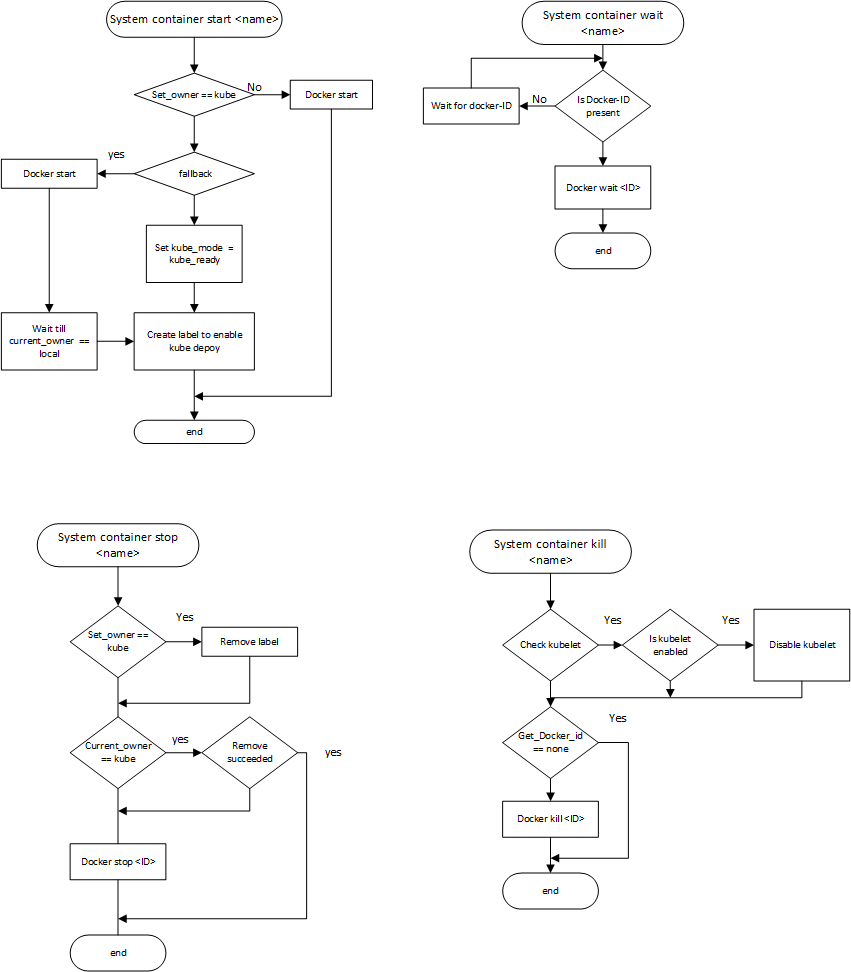 System container start <name>
Set_owner == kube
No
Docker start
yes
fallback
Docker start
Set kube_mode =
kube_ready
Wait till
current_owner ==
local
Create label to enable
kube depoy
end
System container wait
<name>
Is Docker-ID
present
No
Wait for docker-ID
Docker wait <ID>
end
System container stop
<name>
Set_owner ==
kube
Yes
Remove label
Current_owner
== kube
yes
Remove
succeeded
yes
Docker stop <ID>
end
System container kill
<name>
Check kubelet
Yes
Is kubelet
enabled
Yes
Disable kubelet
Get_Docker_id
== none
Yes
Docker kill <ID>
end